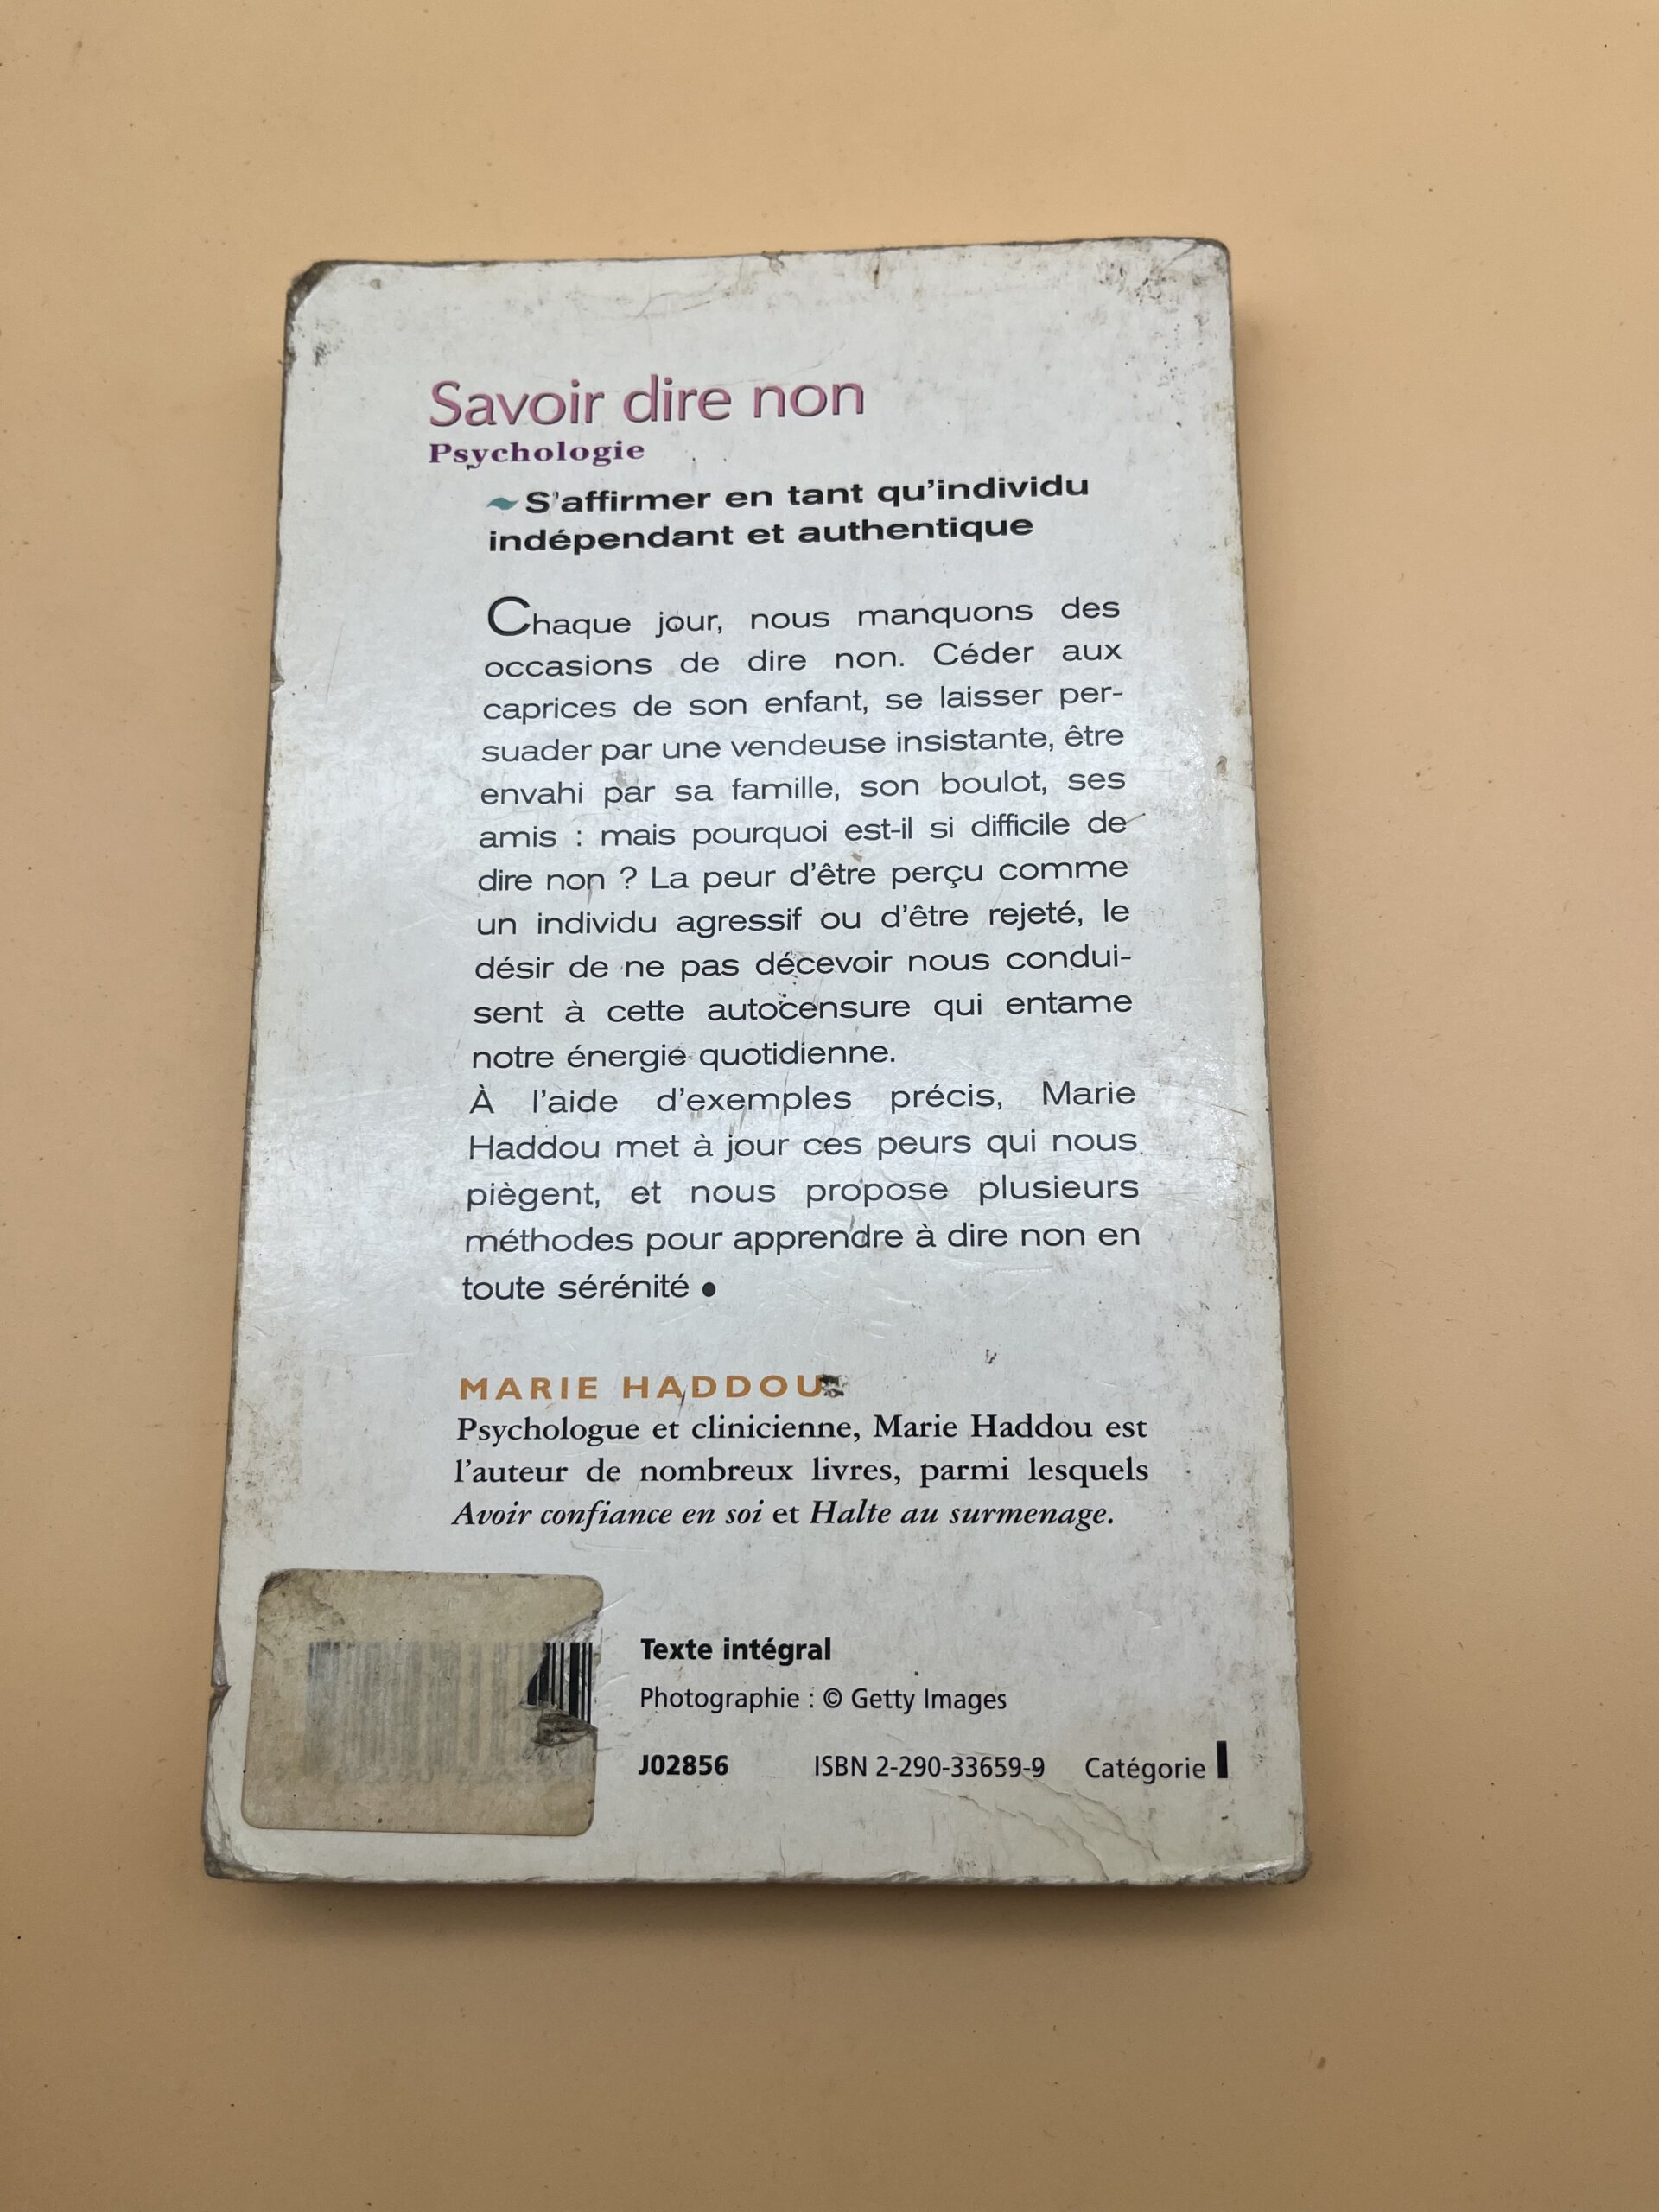 Savoir dire non
Psychologie
S'affirmer en tant qu'individu
indépendant et authentique
Chaque jour, nous manquons des
occasions de dire non. Céder aux
caprices de son enfant, se laisser per-
suader par une vendeuse insistante, être
envahi par sa famille, son boulot, ses
amis : mais pourquoi est-il si difficile de
dire non ? La peur d'être perçu comme
un individu agressif ou d'être rejeté, le
désir de ne pas décevoir nous condui-
sent à cette autocensure qui entame
notre énergie quotidienne.
À l'aide d'exemples précis, Marie
Haddou met à jour ces peurs qui nous
piègent, et nous propose plusieurs
méthodes pour apprendre à dire non en
toute sérénité •
MARIE HADDOU
Psychologue et clinicienne, Marie Haddou est
l'auteur de nombreux livres, parmi lesquels
Avoir confiance en soi et Halte au surmenage.
Texte intégral
Photographie : © Getty Images
J02856 ISBN 2-290-33659-9 Catégorie I